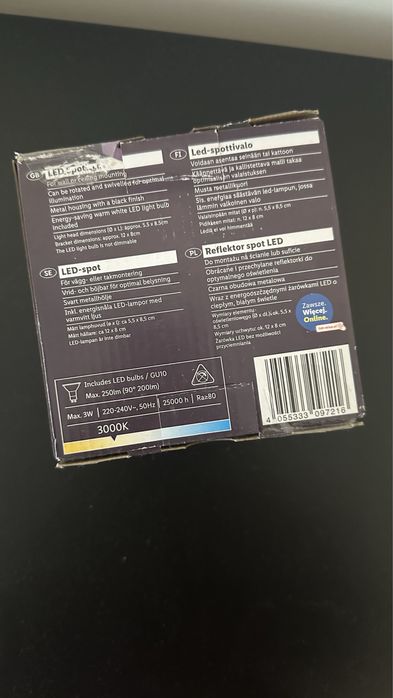 GB
LED spotlight
For wall or ceiling mounting
Can be rotated and swivelled for optimal
illumination
Metal housing with a black finish
Energy-saving warm white LED light bulb
included
Light head dimensions (Ø x L): approx. 5.5 x 8.5cm
Bracket dimensions: approx. 12 x 8cm
The LED light bulb is not dimmable
SE
LED-spot
För vägg- eller takmontering
Vrid- och böjbar för optimal belysning
Svart metallhölje
Inkl. energisnåla LED-lampor med
varmvitt ljus
Mått lamphuvud (ø x l): ca 5,5 x 8,5cm
Mått hållare: ca 12 x 8 cm
LED-lampan är inte dimbar
FI
Led-spottivalo
Voidaan asentaa seinään tai kattoon
Käännettävä ja kallistettava malli takaa
optimaalisen valaistuksen
Musta metallikuori
Sis. energiaa säästävän led-lampun, jossa
lämmin valkoinen valo
Valaisinpään mitat (Ø x p) n. 5,5 x 8,5 cm
Pidikkeen mitat: n. 12 x 8 cm
Lediä ei voi himmentää
PL
Reflektor spot LED
Do montażu na ścianie lub suficie
Obrácane i przechylane reflektorki do
optymalnego oświetlenia
Czarna obudowa metalowa
Wraz z energooszczędnymi żarówkami LED o
ciepłym, białym świetle
Wymiary elementu
oświetleniowego (Ø x dł.): ok. 5,5 x
8,5 cm
Wymiary uchwytu: ok. 12 x 8 cm
Żarówka LED bez możliwości
przyciemniania
Zawsze.
Więcej.
Online.
Includes LED bulbs / GU10
Max. 250lm (90° 200lm)
Max. 3W
220-240V~, 50Hz
25000 h
Ra≥80
3000K
4 055333 097216